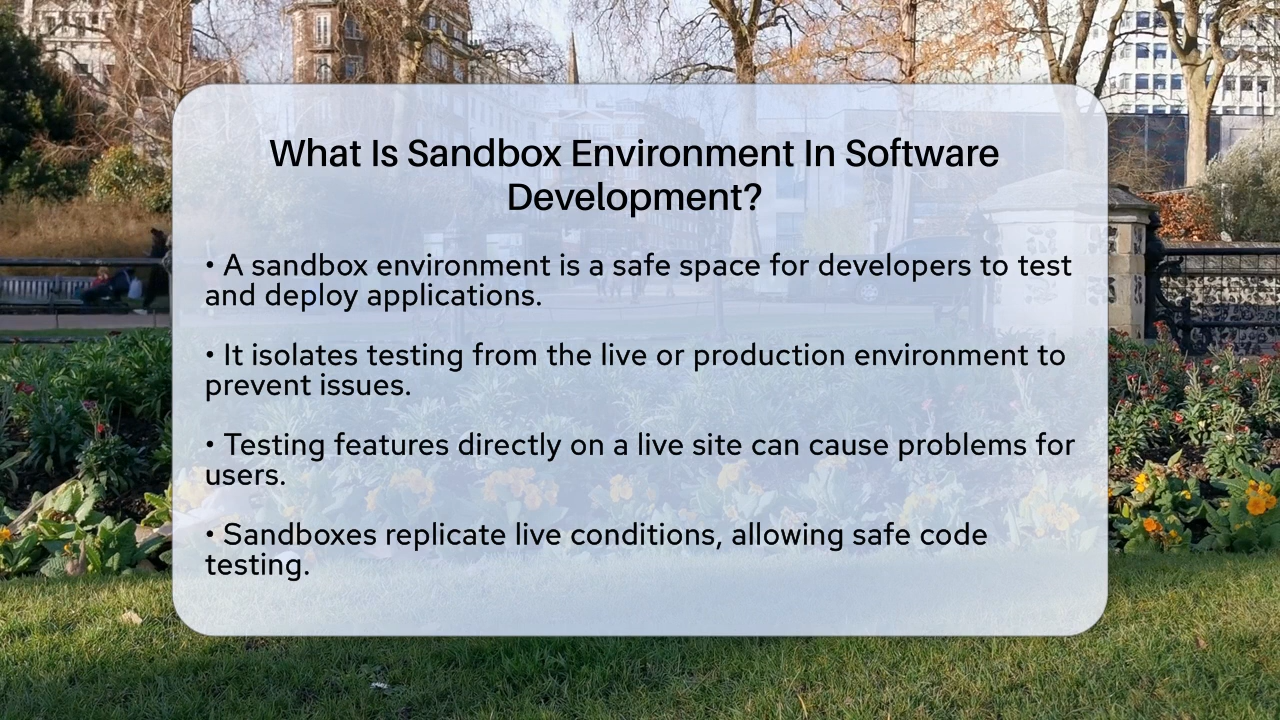 What Is Sandbox Environment In Software
Development?
• A sandbox environment is a safe space for developers to test
and deploy applications.
• It isolates testing from the live or production environment to
prevent issues.
• Testing features directly on a live site can cause problems for
users.
• Sandboxes replicate live conditions, allowing safe code
testing.